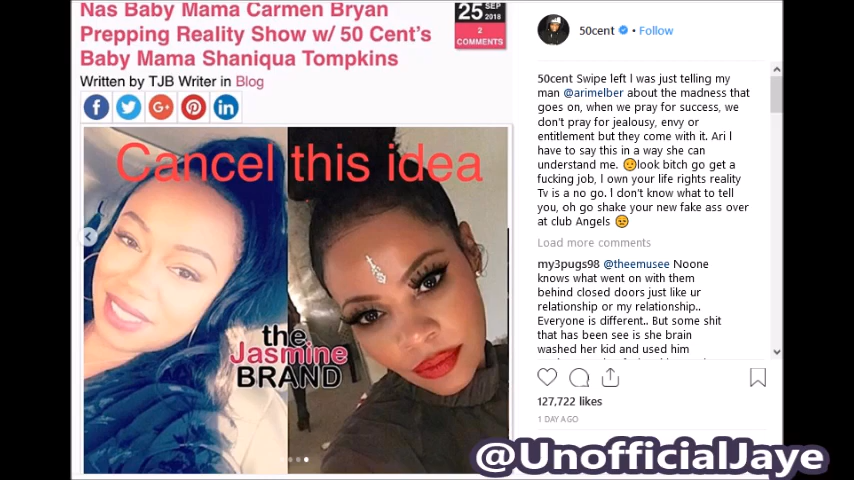 Nas Baby Mama Carmen Bryan
Prepping Reality Show w/ 50 Cent's
Baby Mama Shaniqua Tompkins
25 SEP
2018
2
COMMENTS
Written by TJB Writer in Blog
Cancel this idea
the
Jasmine
BRAND
50cent • Follow
50cent Swipe left I was just telling my
man @arimelber about the madness that
goes on, when we pray for success, we
don't pray for jealousy, envy or
entitlement but they come with it. Ari I
have to say this in a way she can
understand me. 😕look bitch go get a
fucking job, I own your life rights reality
Tv is a no go. I don't know what to tell
you, oh go shake your new fake ass over
at club Angels 😐
Load more comments
my3pugs98 @theemusee Noone
knows what went on with them
behind closed doors just like ur
relationship or my relationship..
Everyone is different.. But some shit
that has been see is she brain
washed her kid and used him
127,722 likes
1 DAY AGO
@UnofficialJaye